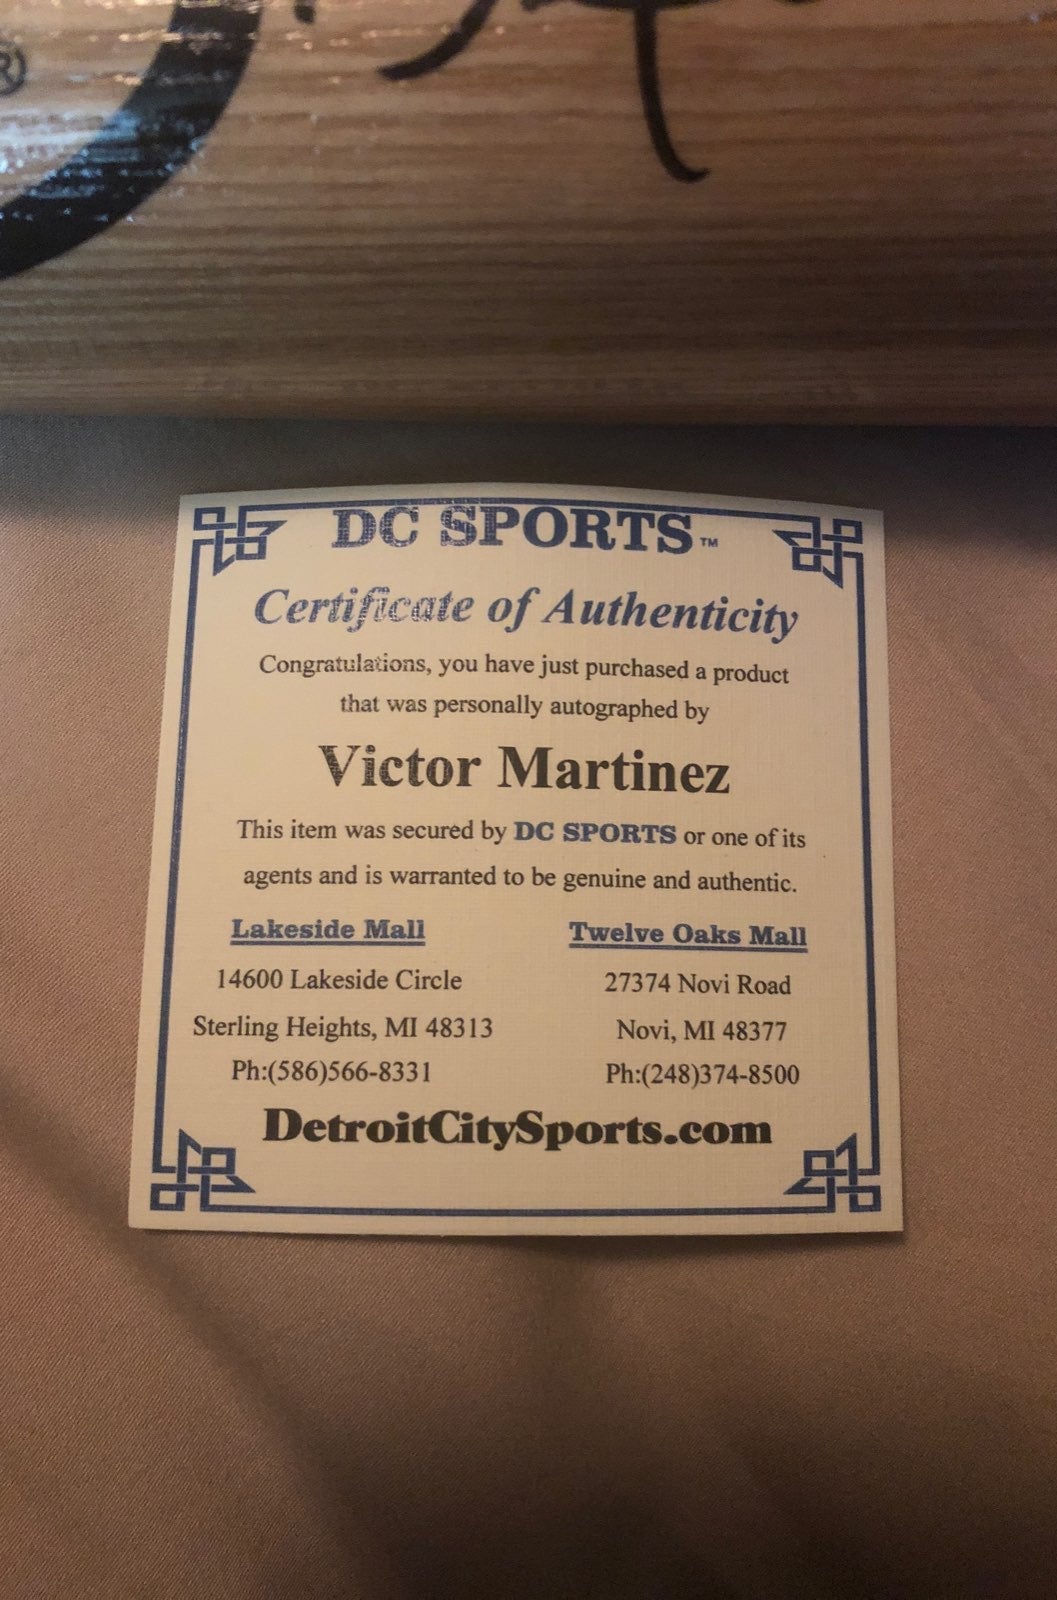 ®
DC SPORTS™
Certificate of Authenticity
Congratulations, you have just purchased a product
that was personally autographed by
Victor Martinez
This item was secured by DC SPORTS or one of its
agents and is warranted to be genuine and authentic.
Lakeside Mall
14600 Lakeside Circle
Sterling Heights, MI 48313
Ph:(586)566-8331
Twelve Oaks Mall
27374 Novi Road
Novi, MI 48377
Ph:(248)374-8500
DetroitCitySports.com